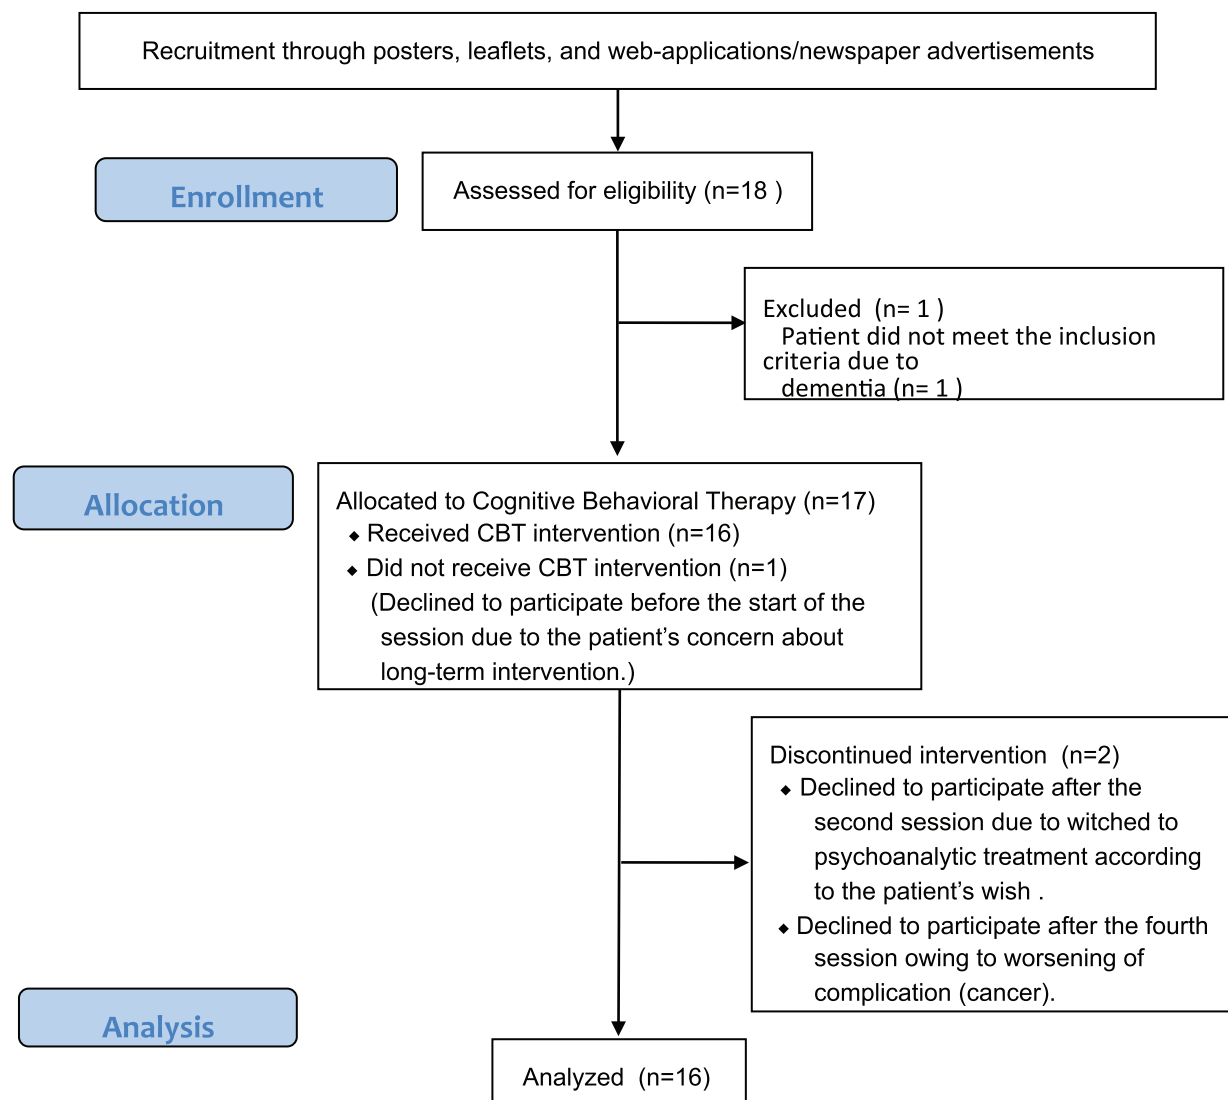 Recruitment through posters, leaflets, and web-applications/newspaper advertisements
Enrollment
Assessed for eligibility (n=18 )
Excluded (n= 1 )
Patient did not meet the inclusion
criteria due to
dementia (n= 1 )
Allocation
Allocated to Cognitive Behavioral Therapy (n=17)
◆ Received CBT intervention (n=16)
◆ Did not receive CBT intervention (n=1)
(Declined to participate before the start of the
session due to the patient’s concern about
long-term intervention.)
Discontinued intervention (n=2)
◆ Declined to participate after the
second session due to witched to
psychoanalytic treatment according
to the patient’s wish .
◆ Declined to participate after the fourth
session owing to worsening of
complication (cancer).
Analysis
Analyzed (n=16)